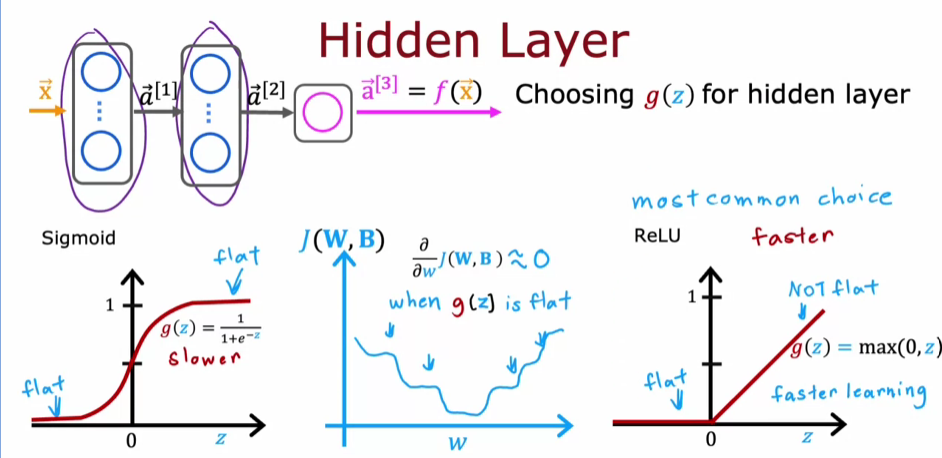 Hidden Layer
x⃗
a⃗[1]
a⃗[2]
a⃗[3] = f(x⃗)
Choosing g(z) for hidden layer
Sigmoid
flat
1
g(z) = 1/(1+e^−z)
slower
flat
0
z
J(W, B)
∂/∂w J(W, B) ≈ 0
when g(z) is flat
W
most common choice
ReLU
faster
1
NOT flat
g(z) = max(0, z)
flat
faster learning
0
z